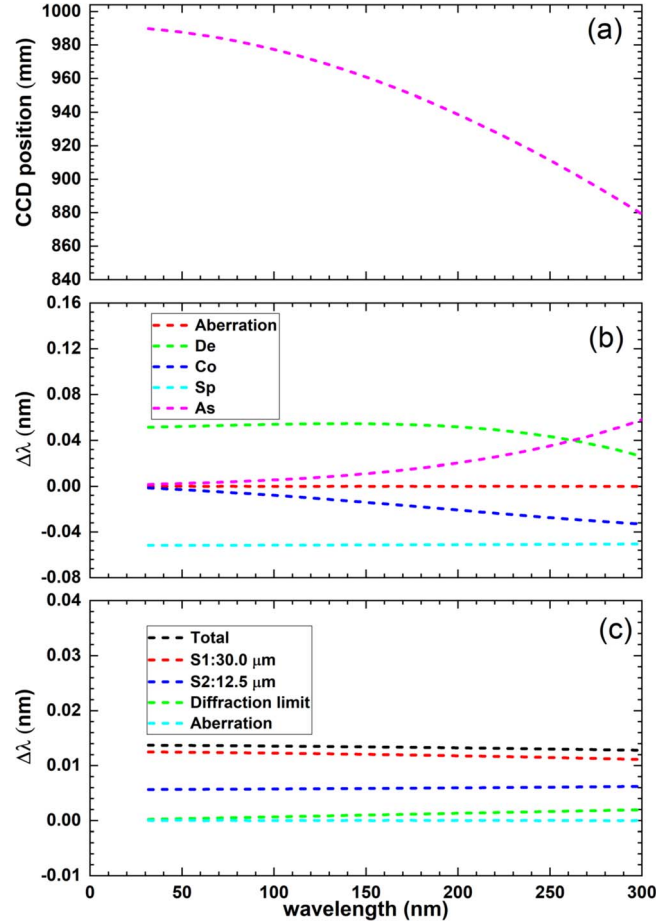 1000
980
960
940
920
900
880
860
840
CCD position (mm)
(a)
0.16
0.12
0.08
0.04
0.00
-0.04
-0.08
Δλ (nm)
Aberration
De
Co
Sp
As
(b)
0.04
0.03
0.02
0.01
0.00
-0.01
Δλ (nm)
Total
S1:30.0 μm
S2:12.5 μm
Diffraction limit
Aberration
(c)
0 50 100 150 200 250 300
wavelength (nm)